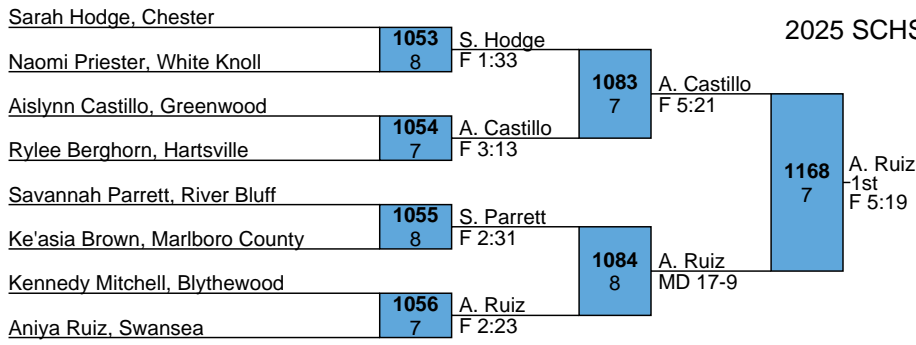 Sarah Hodge, Chester
2025 SCHS
1053
8
S. Hodge
F 1:33
Naomi Priester, White Knoll
1083
7
A. Castillo
F 5:21
Aislynn Castillo, Greenwood
1054
7
A. Castillo
F 3:13
Rylee Berghorn, Hartsville
1168
7
A. Ruiz
1st
F 5:19
Savannah Parrett, River Bluff
1055
8
S. Parrett
F 2:31
Ke'asia Brown, Marlboro County
1084
8
A. Ruiz
MD 17-9
Kennedy Mitchell, Blythewood
1056
7
A. Ruiz
F 2:23
Aniya Ruiz, Swansea